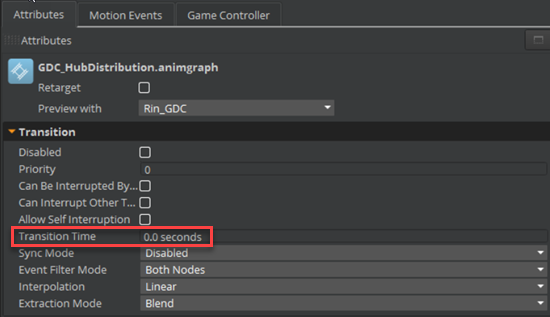 Attributes Motion Events Game Controller
Attributes
GDC_HubDistribution.animgraph
Retarget
Preview with Rin_GDC
Transition
Disabled
Priority 0
Can Be Interrupted By...
Can Interrupt Other T...
Allow Self Interruption
Transition Time 0.0 seconds
Sync Mode Disabled
Event Filter Mode Both Nodes
Interpolation Linear
Extraction Mode Blend